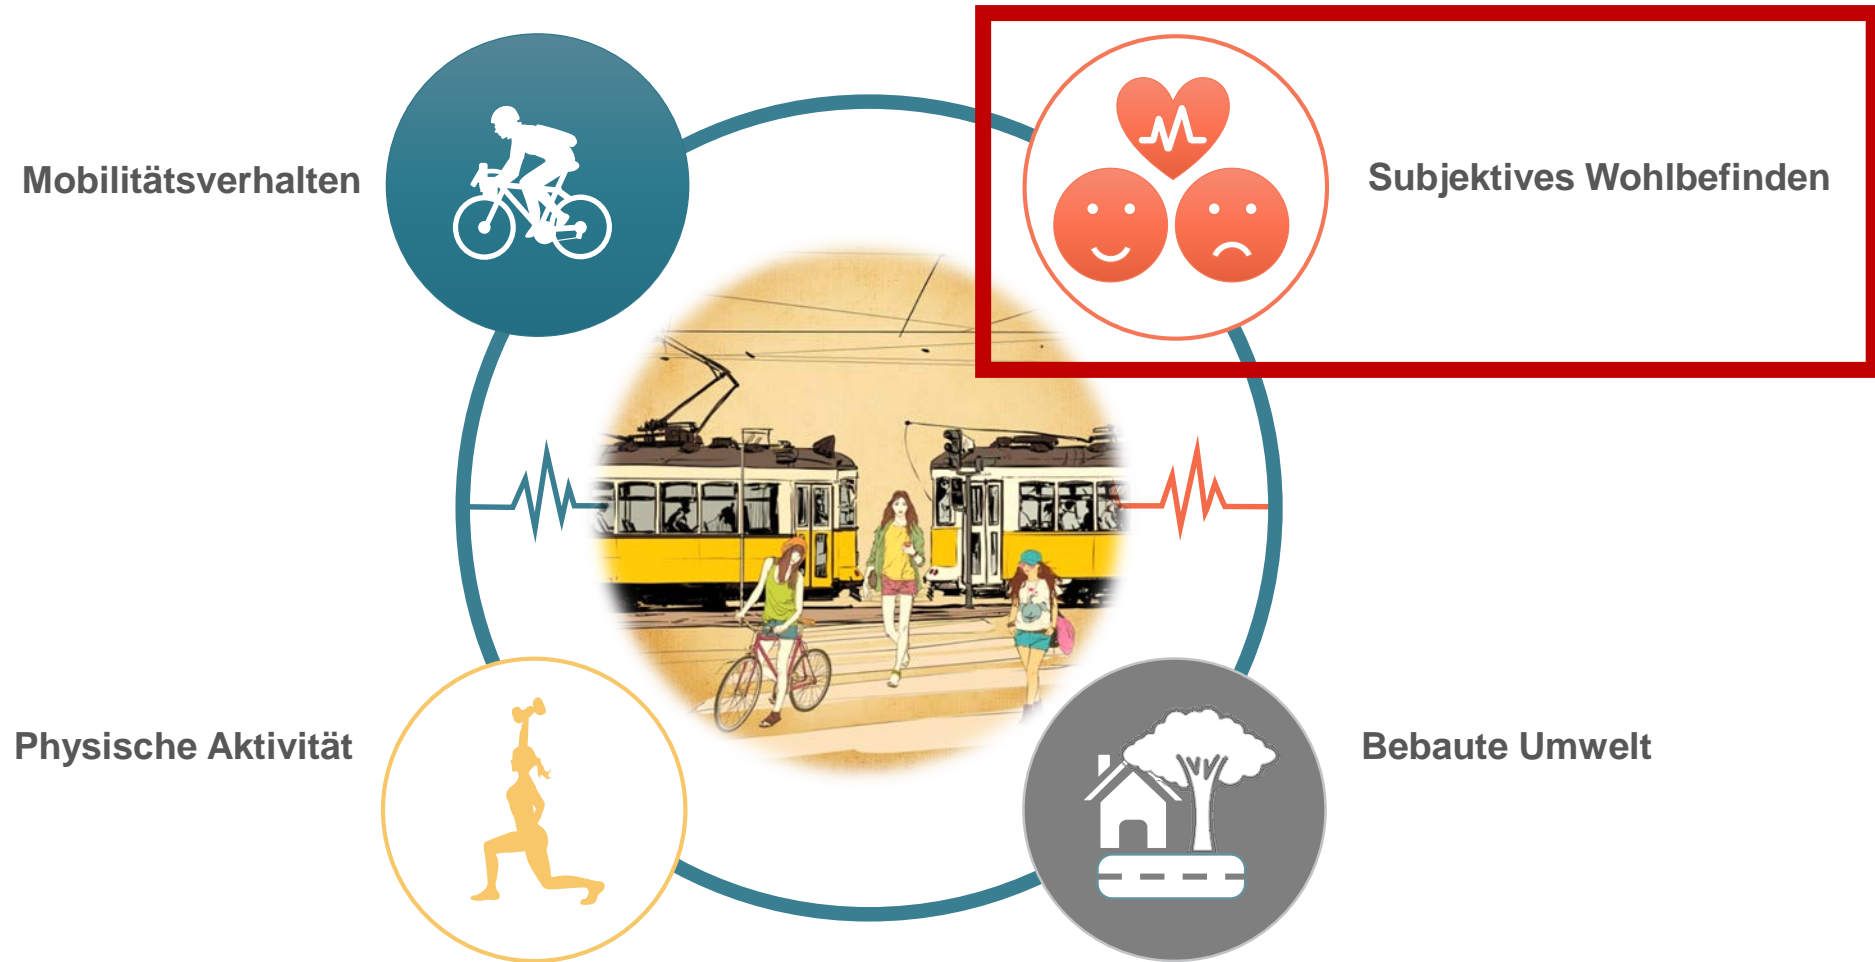 Mobilitätsverhalten
Subjektives Wohlbefinden
Physische Aktivität
Bebaute Umwelt